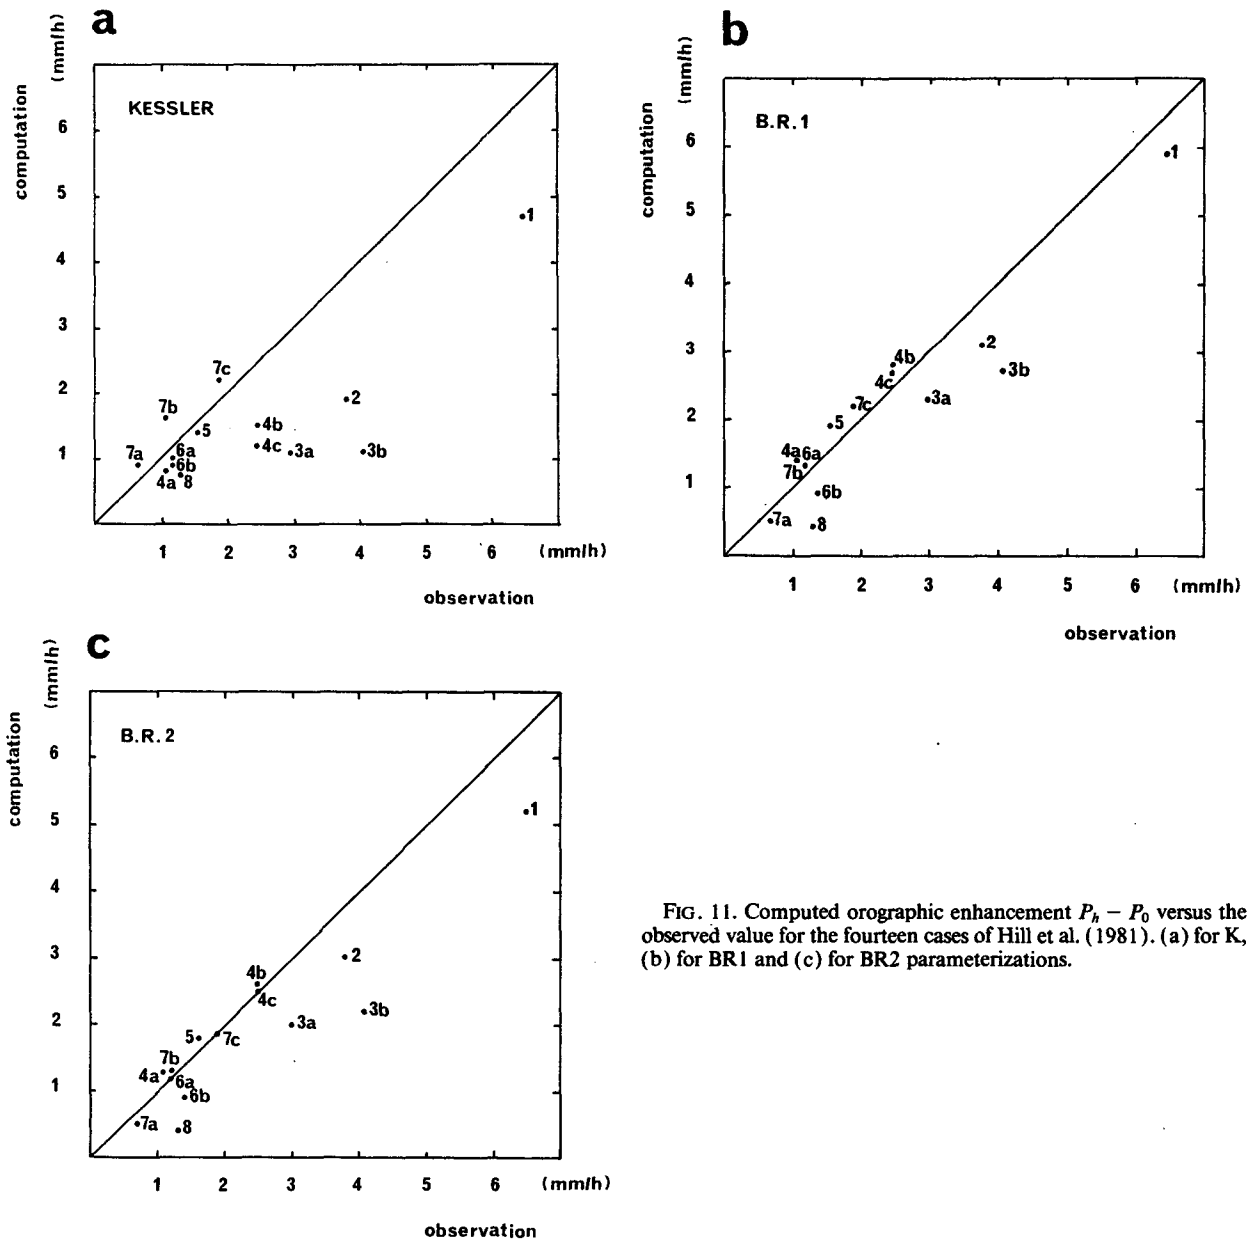 a
computation (mm/h)
KESSLER
6
5
4
3
2
1
1
7c
7b
2
5
4b
7a
6a
4c
3a
3b
6b
4a
8
1 2 3 4 5 6 (mm/h)
observation
b
computation (mm/h)
B.R.1
6
5
4
3
2
1
1
2
4b
3b
4c
3a
7c
5
4a
6a
7b
6b
7a
8
1 2 3 4 5 6 (mm/h)
observation
c
computation (mm/h)
B.R.2
6
5
4
3
2
1
1
2
4b
4c
3b
3a
5
7c
7b
4a
6a
6b
7a
8
1 2 3 4 5 6 (mm/h)
observation
FIG. 11. Computed orographic enhancement Pₕ − P₀ versus the
observed value for the fourteen cases of Hill et al. (1981). (a) for K,
(b) for BR1 and (c) for BR2 parameterizations.